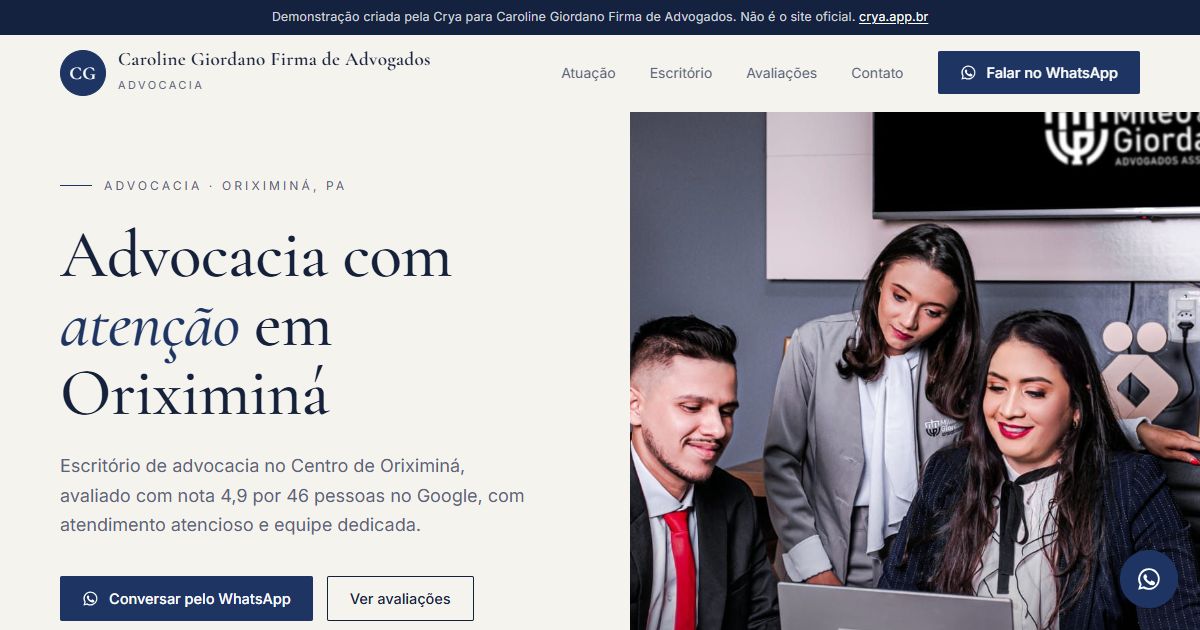 Demonstração criada pela Crya para Caroline Giordano Firma de Advogados. Não é o site oficial. crya.app.br
CG
Caroline Giordano Firma de Advogados
ADVOCACIA
Atuação
Escritório
Avaliações
Contato
Falar no WhatsApp
ADVOCACIA · ORIXIMINÁ, PA
Advocacia com
atenção em
Oriximiná
Escritório de advocacia no Centro de Oriximiná,
avaliado com nota 4,9 por 46 pessoas no Google, com
atendimento atencioso e equipe dedicada.
Conversar pelo WhatsApp
Ver avaliações
ADVOGADOS